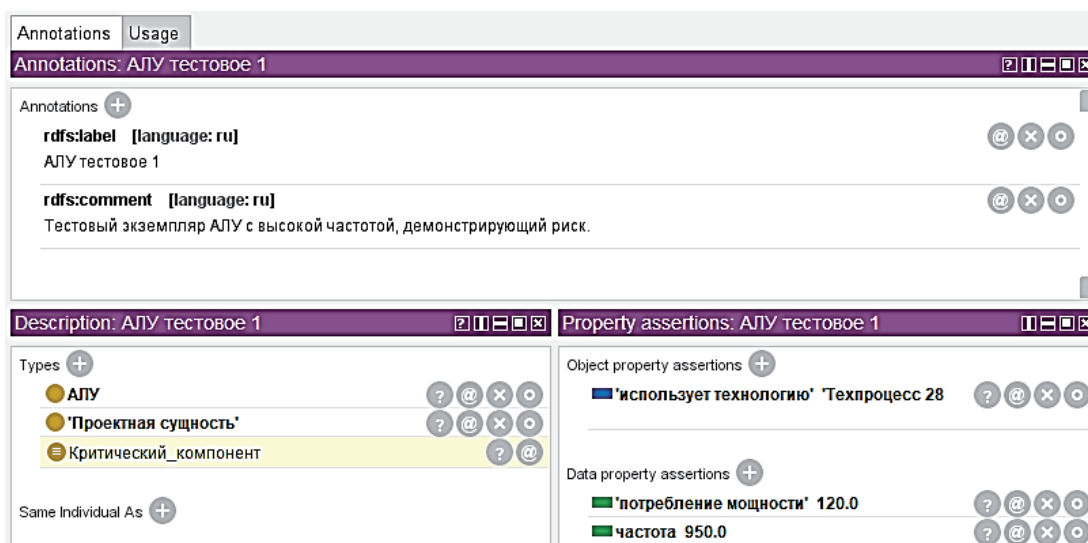 Annotations Usage
Annotations: АЛУ тестовое 1
Annotations
rdfs:label [language: ru]
АЛУ тестовое 1
rdfs:comment [language: ru]
Тестовый экземпляр АЛУ с высокой частотой, демонстрирующий риск.
Description: АЛУ тестовое 1
Types
АЛУ
'Проектная сущность'
Критический_компонент
Same Individual As
Property assertions: АЛУ тестовое 1
Object property assertions
'использует технологию' 'Техпроцесс 28
Data property assertions
'потребление мощности' 120.0
частота 950.0